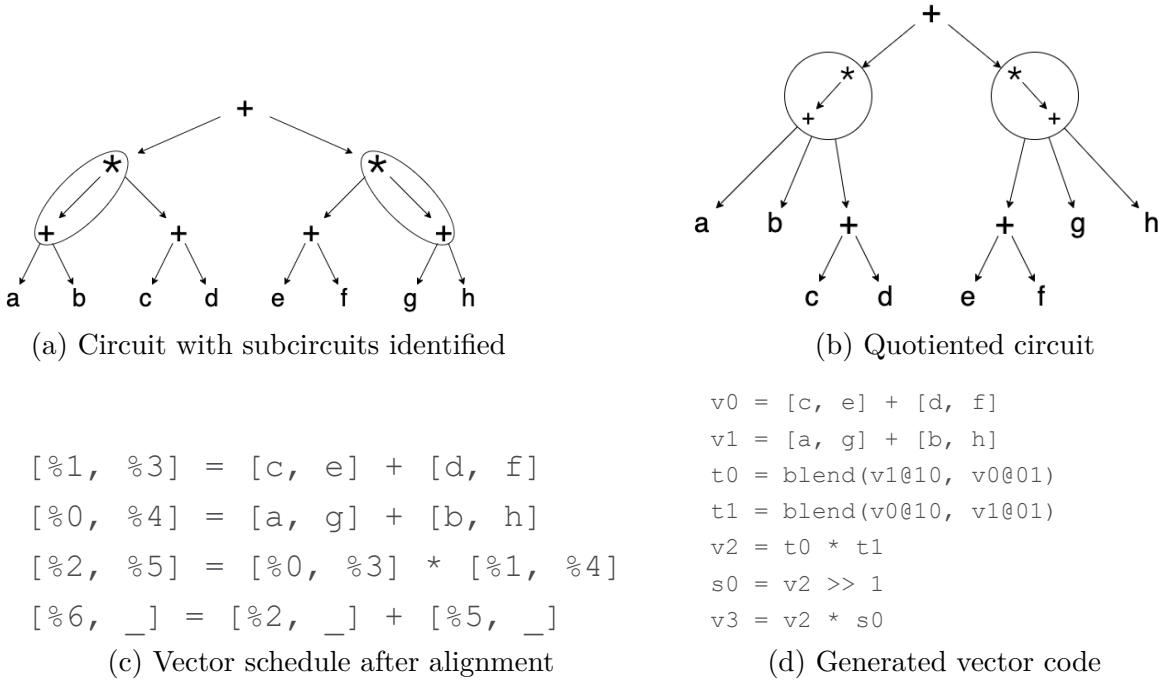 +
* *
+ + + +
a b c d e f g h
(a) Circuit with subcircuits identified
+
* *
+ +
a b + + g h
c d e f
(b) Quotiented circuit
[%1, %3] = [c, e] + [d, f]
[%0, %4] = [a, g] + [b, h]
[%2, %5] = [%0, %3] * [%1, %4]
[%6, _] = [%2, _] + [%5, _]
(c) Vector schedule after alignment
v0 = [c, e] + [d, f]
v1 = [a, g] + [b, h]
t0 = blend(v1@10, v0@01)
t1 = blend(v0@10, v1@01)
v2 = t0 * t1
s0 = v2 >> 1
v3 = v2 * s0
(d) Generated vector code